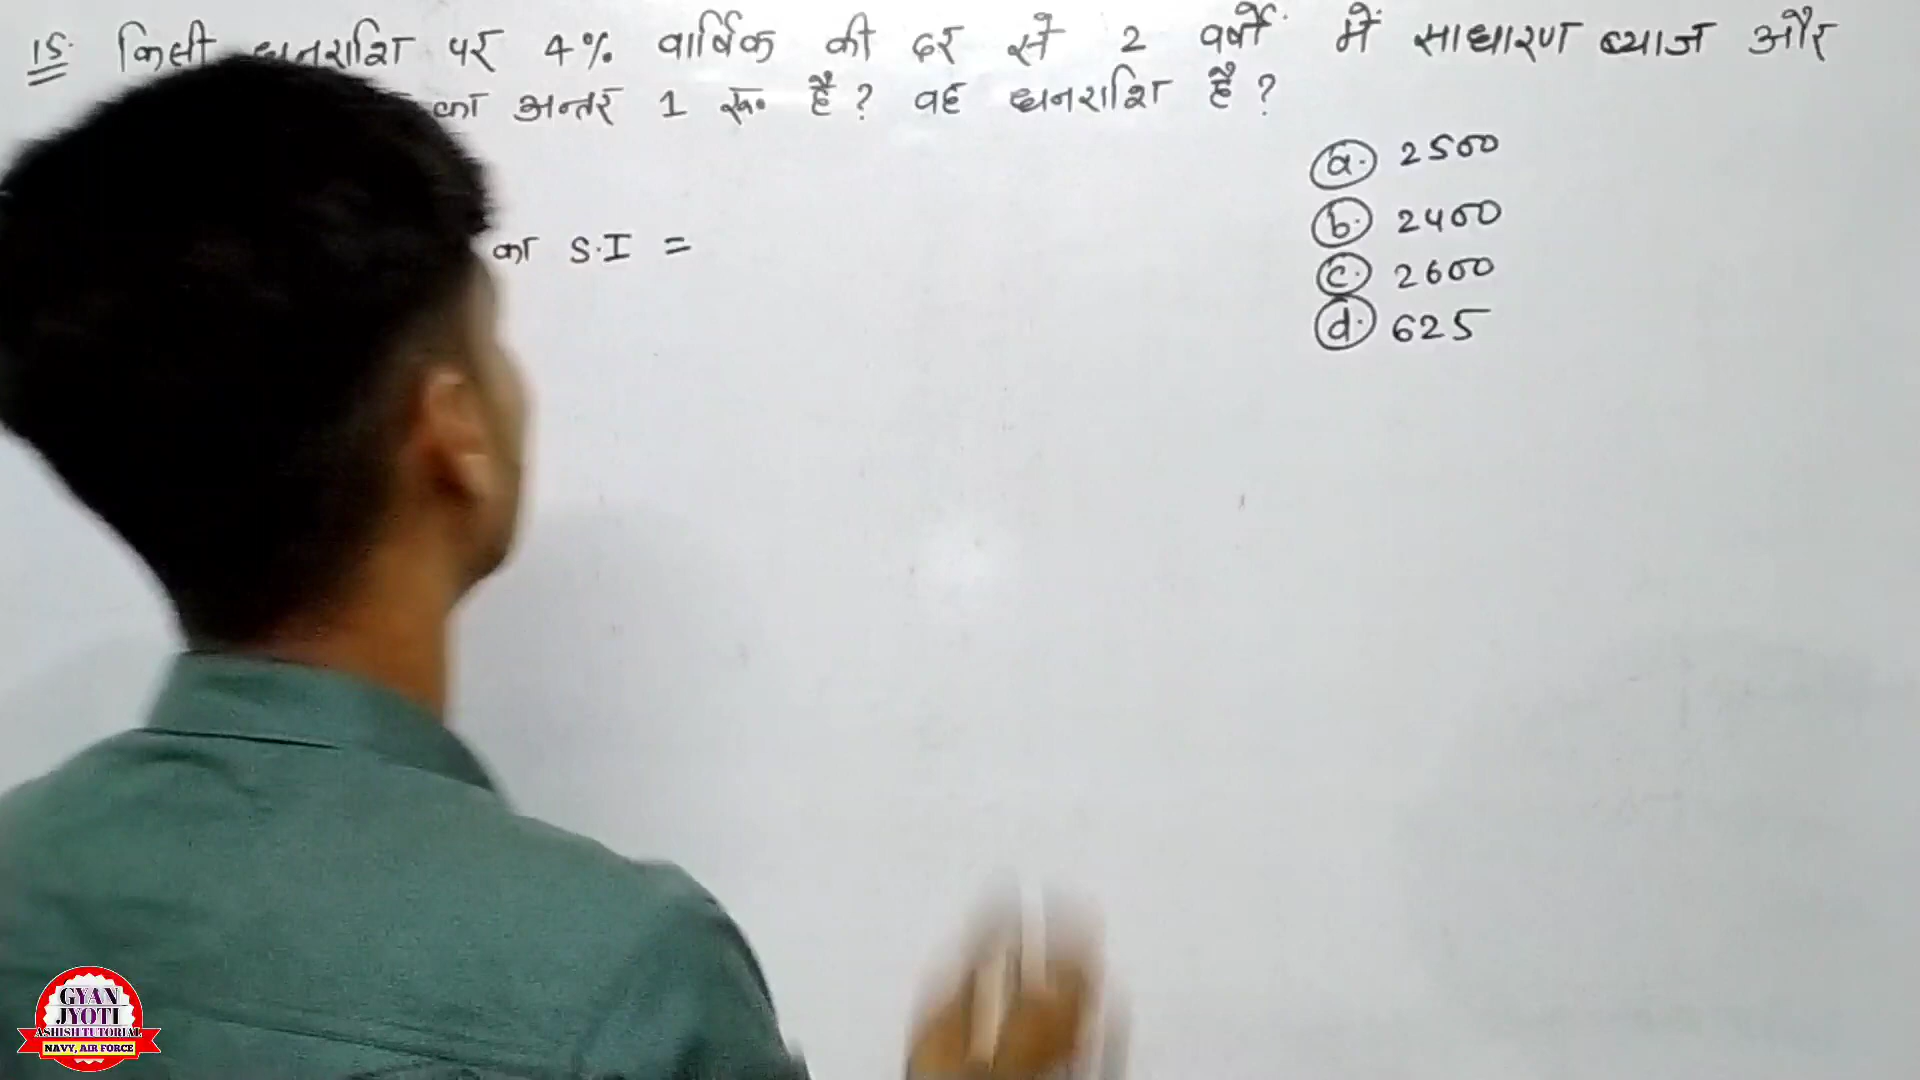 15. किसी धनराशि पर 4% वार्षिक की दर से 2 वर्षो में साधारण ब्याज और
का अन्तर 1 रू० है ? वह धनराशि है ?
a. 2500
b. 2400
का S.I =
c. 2600
d. 625
GYAN
JYOTI
ASHISH TUTORIAL
NAVY, AIR FORCE